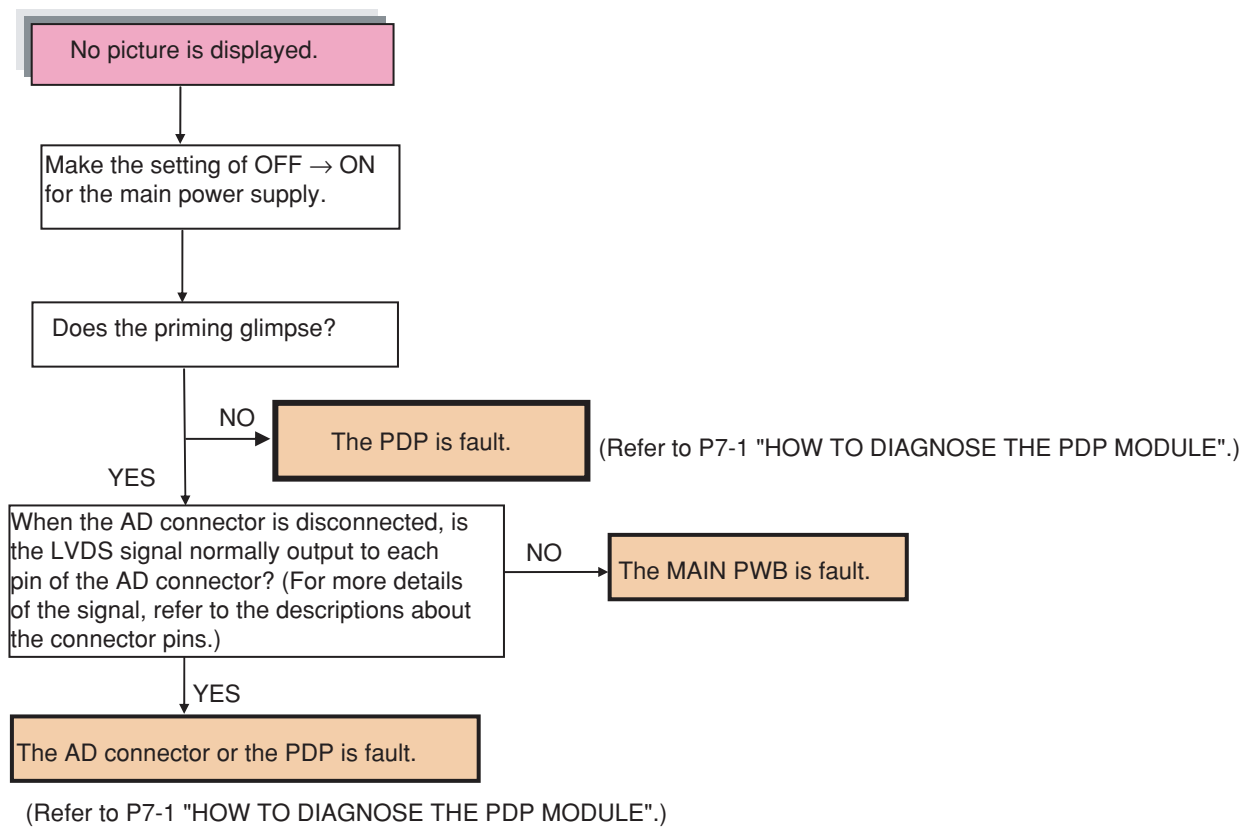 No picture is displayed.
Make the setting of OFF → ON
for the main power supply.
Does the priming glimpse?
NO
The PDP is fault.
(Refer to P7-1 "HOW TO DIAGNOSE THE PDP MODULE".)
YES
When the AD connector is disconnected, is
the LVDS signal normally output to each
pin of the AD connector? (For more details
of the signal, refer to the descriptions about
the connector pins.)
NO
The MAIN PWB is fault.
YES
The AD connector or the PDP is fault.
(Refer to P7-1 "HOW TO DIAGNOSE THE PDP MODULE".)